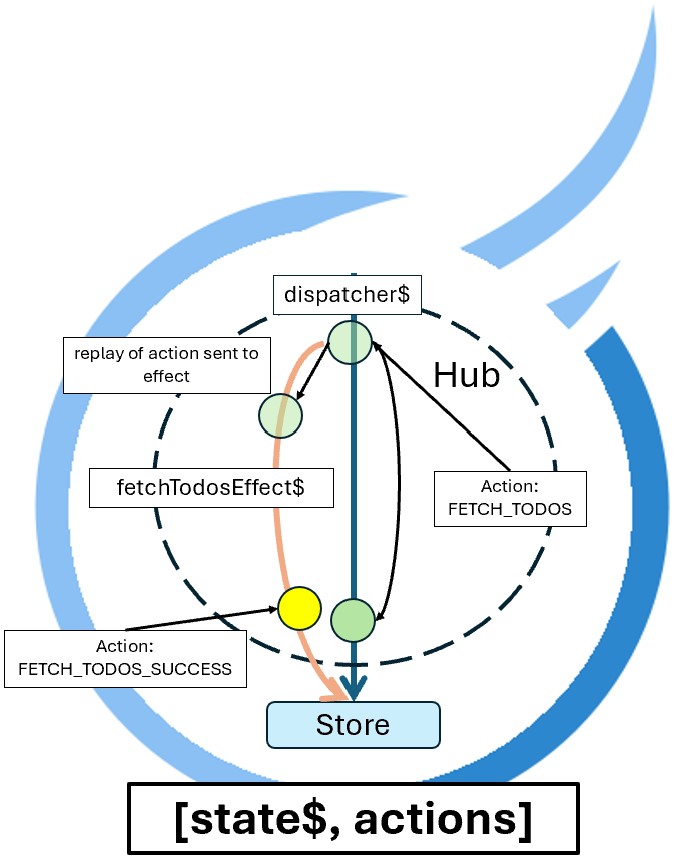 dispatcher$
replay of action sent to
effect
Hub
fetchTodosEffect$
Action:
FETCH_TODOS
Action:
FETCH_TODOS_SUCCESS
Store
[state$, actions]